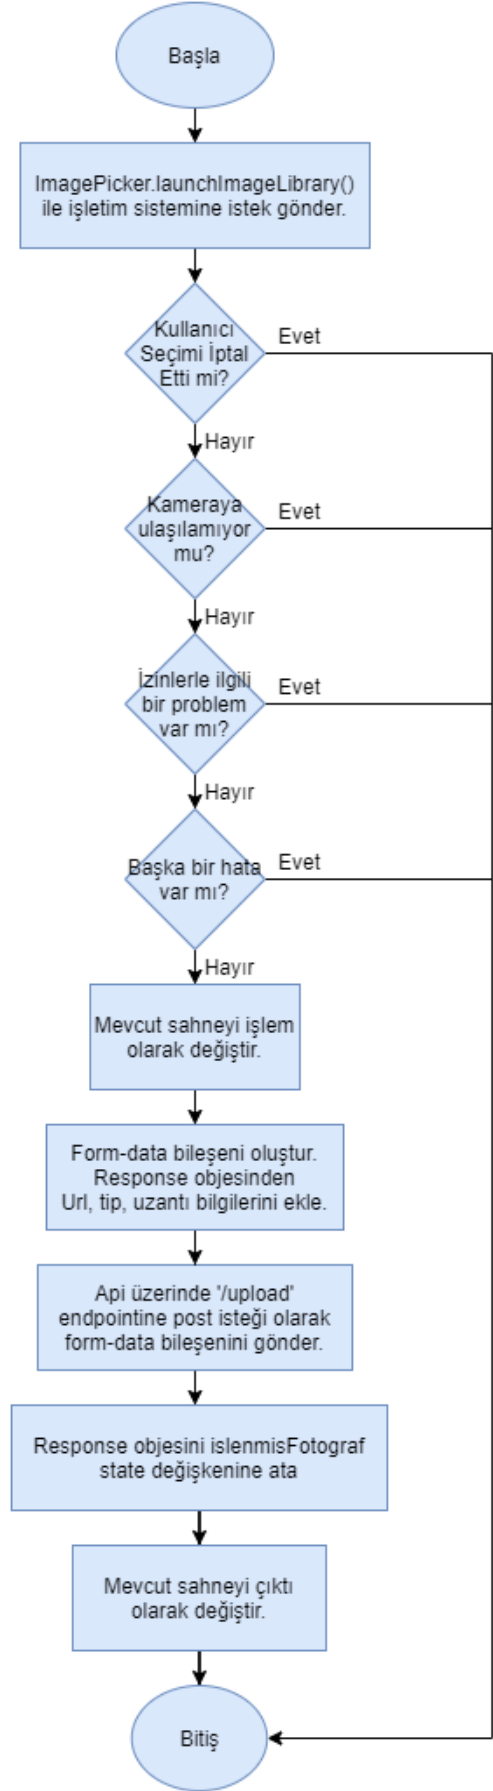 Başla
ImagePicker.launchImageLibrary()
ile işletim sistemine istek gönder.
Kullanıcı
Seçimi İptal
Etti mi?
Evet
Hayır
Kameraya
ulaşılamıyor
mu?
Evet
Hayır
İzinlerle ilgili
bir problem
var mı?
Evet
Hayır
Başka bir hata
var mı?
Evet
Hayır
Mevcut sahneyi işlem
olarak değiştir.
Form-data bileşeni oluştur.
Response objesinden
Url, tip, uzantı bilgilerini ekle.
Api üzerinde '/upload'
endpointine post isteği olarak
form-data bileşenini gönder.
Response objesini islenmisFotograf
state değişkenine ata
Mevcut sahneyi çıktı
olarak değiştir.
Bitiş